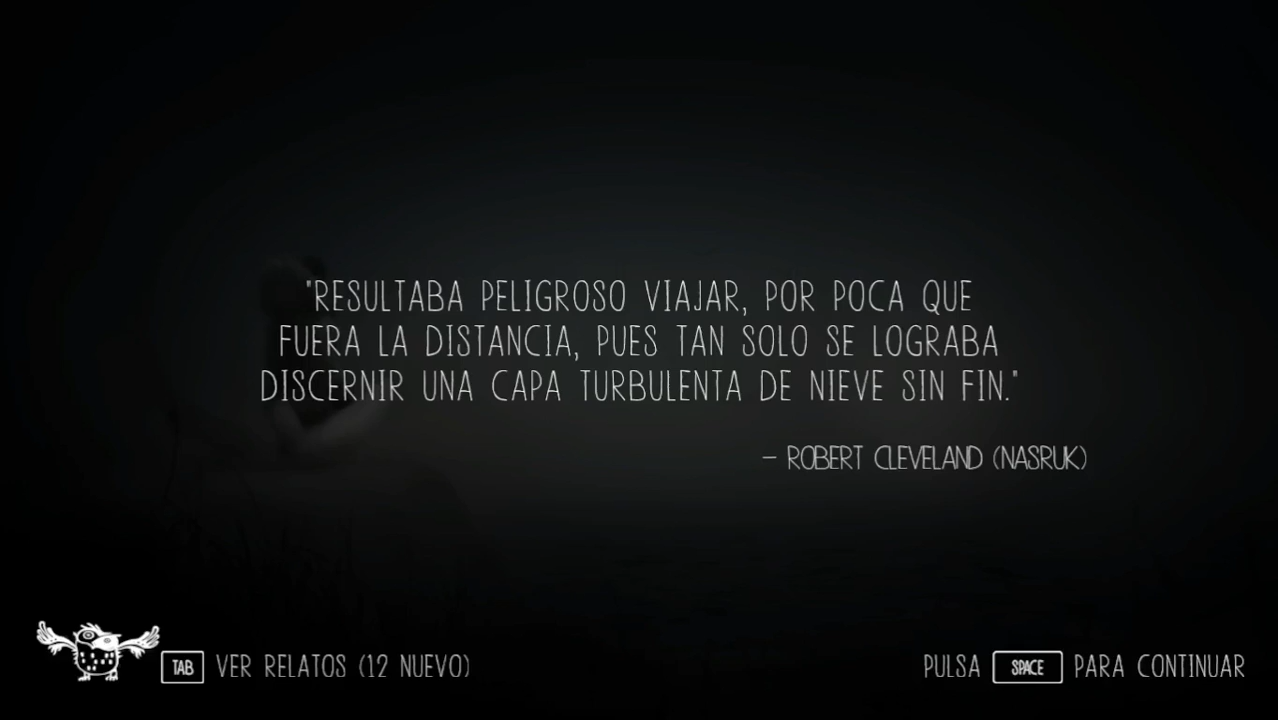 "RESULTABA PELIGROSO VIAJAR, POR POCA QUE
FUERA LA DISTANCIA, PUES TAN SOLO SE LOGRABA
DISCERNIR UNA CAPA TURBULENTA DE NIEVE SIN FIN."
– ROBERT CLEVELAND (NASRUK)
TAB VER RELATOS (12 NUEVO)
PULSA SPACE PARA CONTINUAR